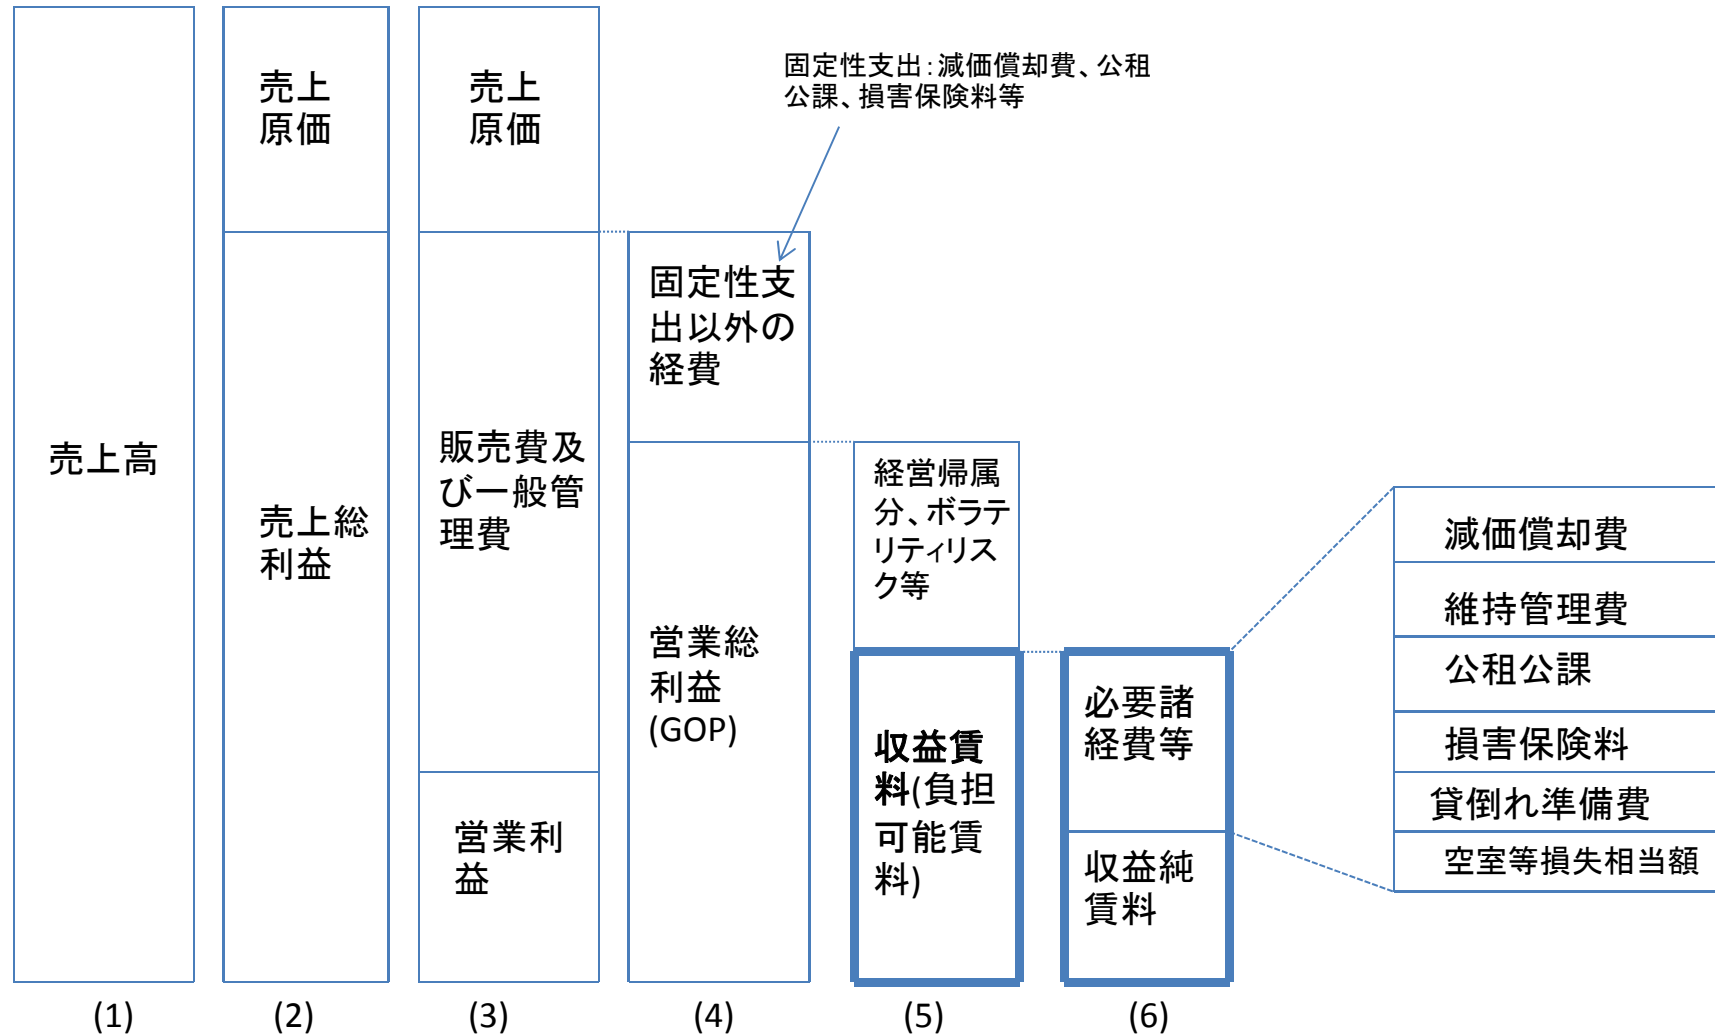 売上高
(1)
売上
原価
売上総
利益
(2)
売上
原価
販売費及
び一般管
理費
営業利
益
(3)
固定性支出：減価償却費、公租
公課、損害保険料等
固定性支
出以外の
経費
営業総
利益
(GOP)
(4)
経営帰属
分、ボラテ
リティリス
ク等
収益賃
料(負担
可能賃
料)
(5)
必要諸
経費等
収益純
賃料
(6)
減価償却費
維持管理費
公租公課
損害保険料
貸倒れ準備費
空室等損失相当額